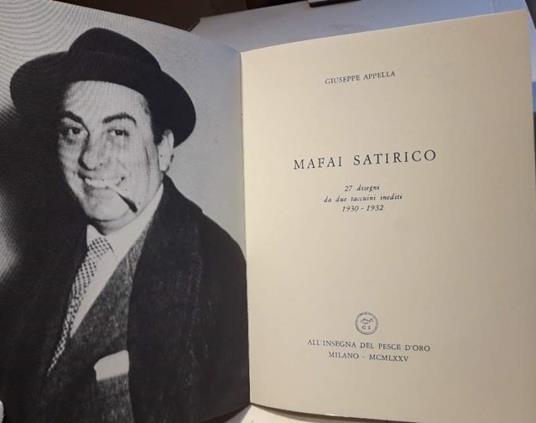 GIUSEPPE APPELLA
MAFAI SATIRICO
27 disegni
da due taccuini inediti
1930 - 1932
ALL'INSEGNA DEL PESCE D'ORO
MILANO - MCMLXXV